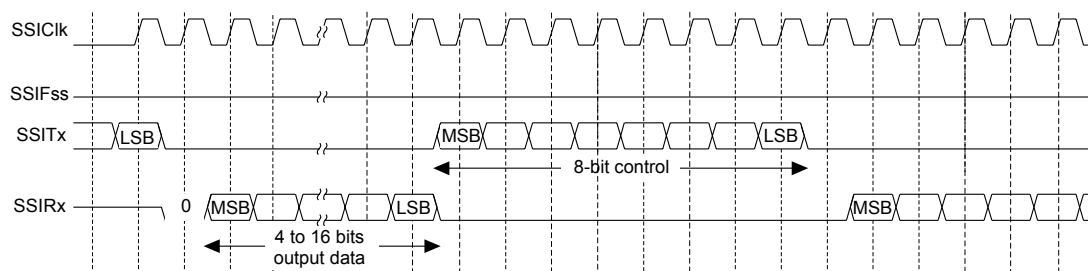 SSIClk
SSIFss
SSITx
LSB
MSB
LSB
8-bit control
SSIRx
0
MSB
LSB
MSB
4 to 16 bits
output data